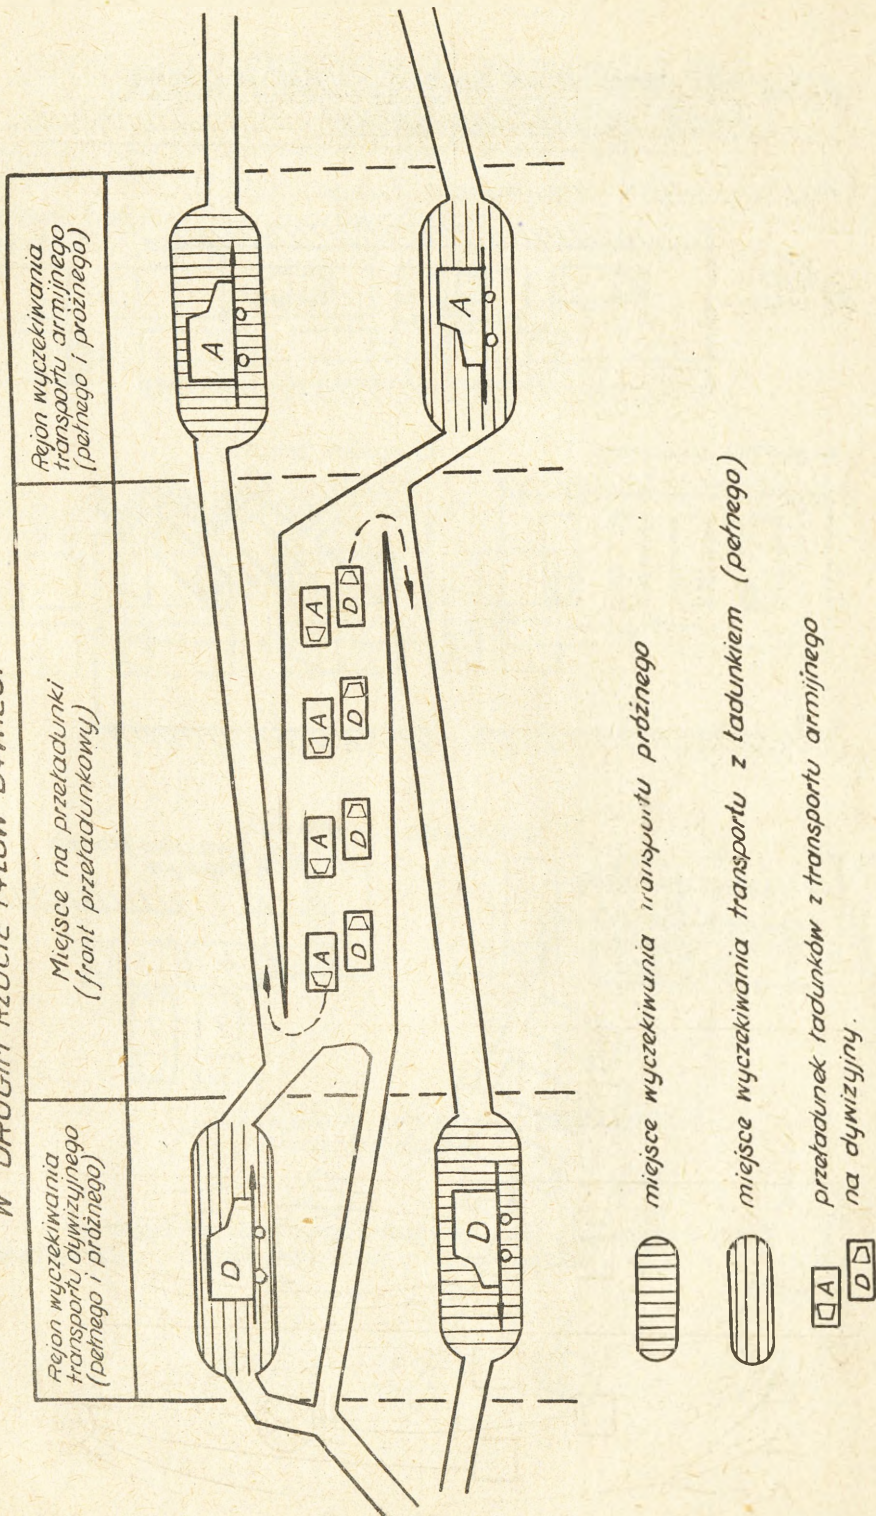 W DRUGIM RZUCIE TYŁÓW DYWIZJI
Rejon wyczekiwania
transportu dywizyjnego
(pełnego i próżnego)
Miejsce na przeładunki
(front przeładunkowy)
Rejon wyczekiwania
transportu armijnego
(pełnego i próżnego)
D
A
D
A
A
D
A
D
A
D
A
D
miejsce wyczekiwania transportu próżnego
miejsce wyczekiwania transportu z ładunkiem (pełnego)
A
D
przeładunek ładunków z transportu armijnego
na dywizyjny.